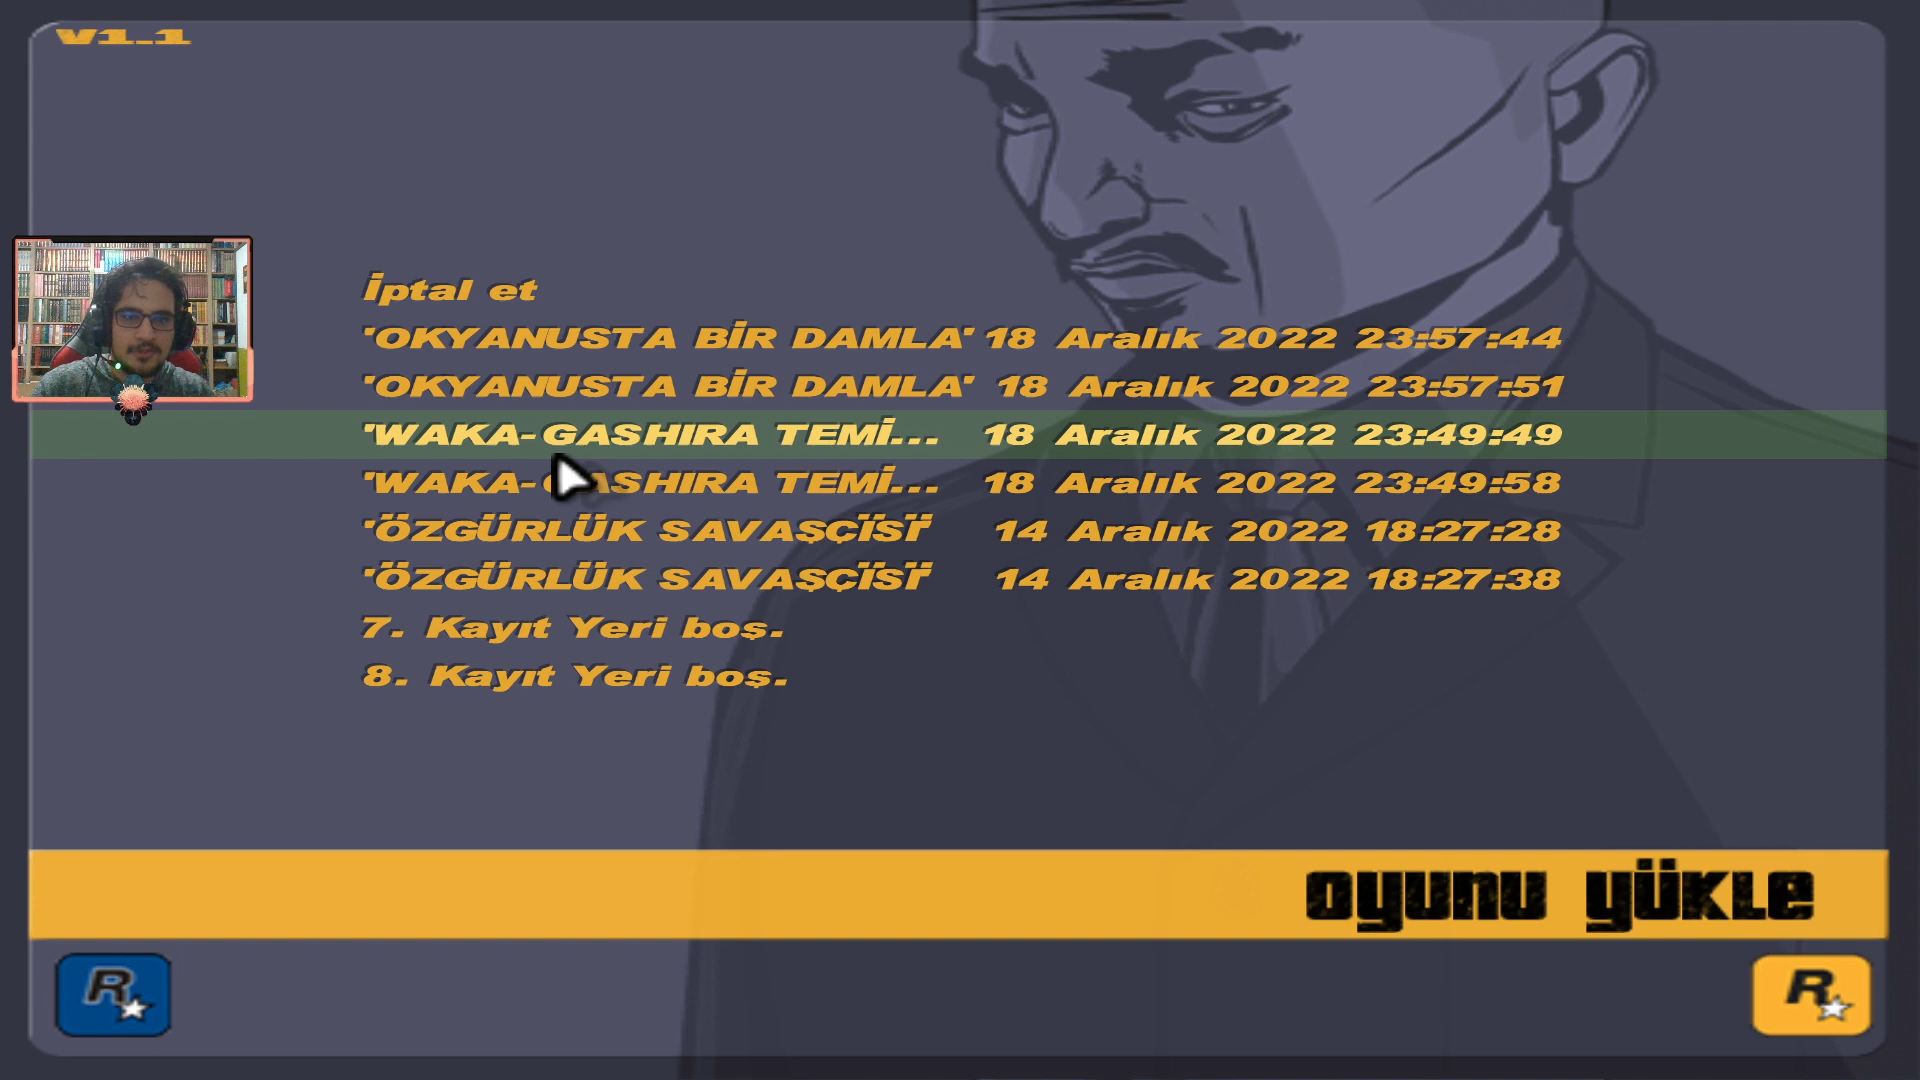 V1.1
İptal et
'OKYANUSTA BİR DAMLA' 18 Aralık 2022 23:57:44
'OKYANUSTA BİR DAMLA' 18 Aralık 2022 23:57:51
'WAKA-GASHIRA TEMİ... 18 Aralık 2022 23:49:49
'WAKA-GASHIRA TEMİ... 18 Aralık 2022 23:49:58
'ÖZGÜRLÜK SAVAŞÇÏSÏ' 14 Aralık 2022 18:27:28
'ÖZGÜRLÜK SAVAŞÇÏSÏ' 14 Aralık 2022 18:27:38
7. Kayıt Yeri boş.
8. Kayıt Yeri boş.
oyunu yükle
R
R